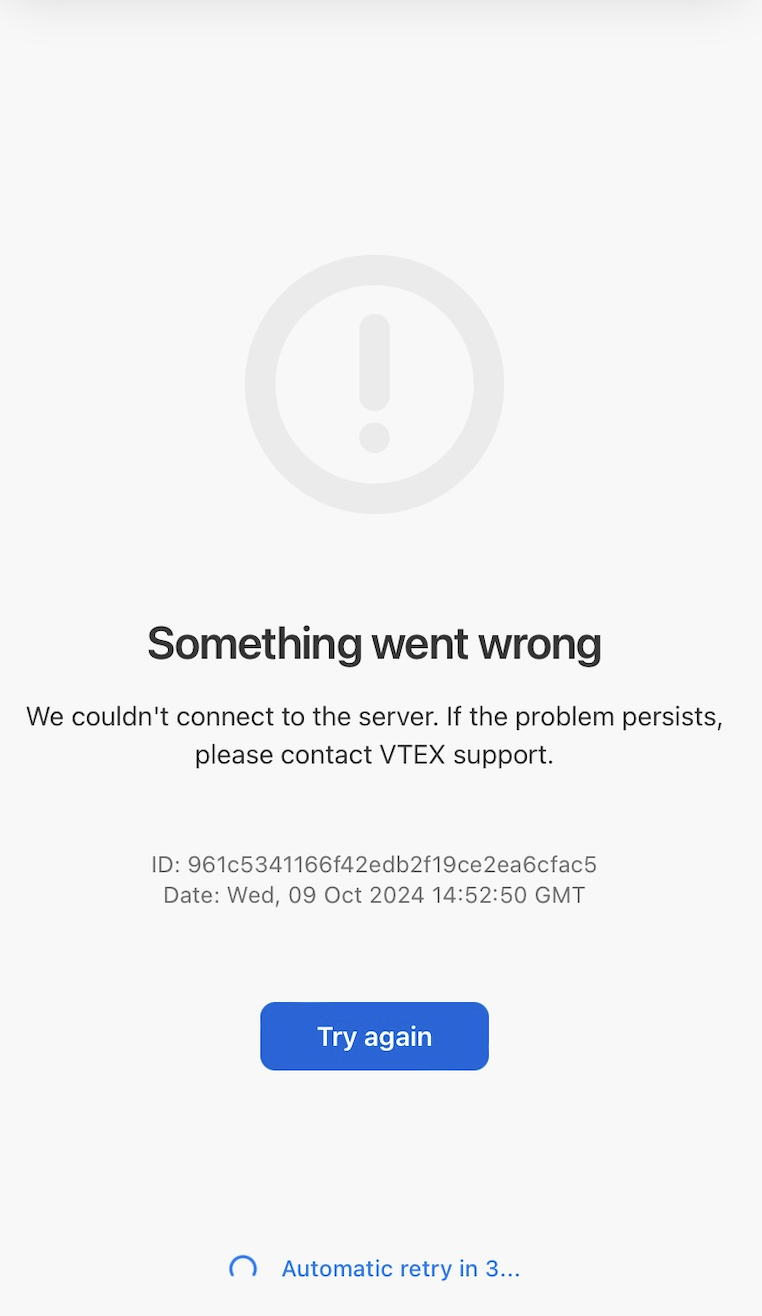 Something went wrong
We couldn't connect to the server. If the problem persists,
please contact VTEX support.
ID: 961c5341166f42edb2f19ce2ea6cfac5
Date: Wed, 09 Oct 2024 14:52:50 GMT
Try again
Automatic retry in 3...